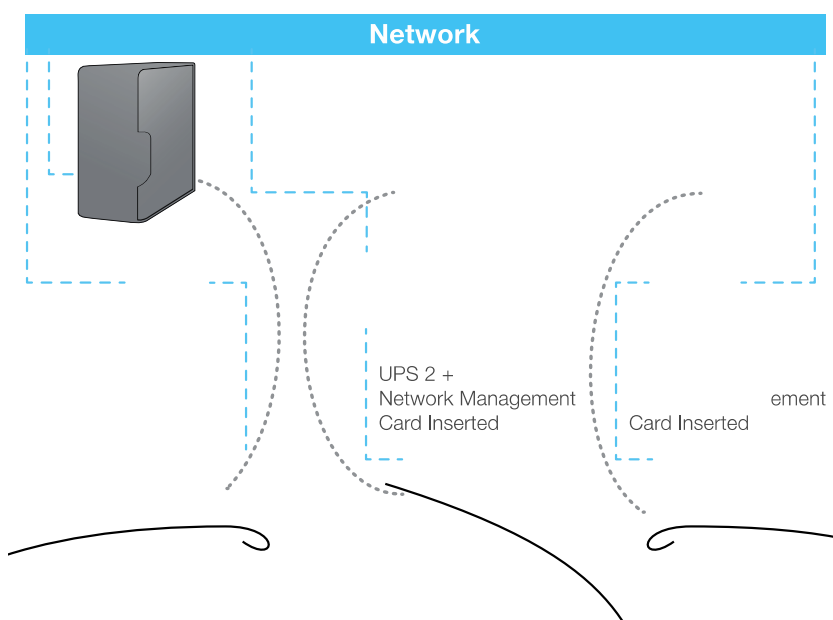 Network
UPS 2 +
Network Management
Card Inserted
ement
Card Inserted